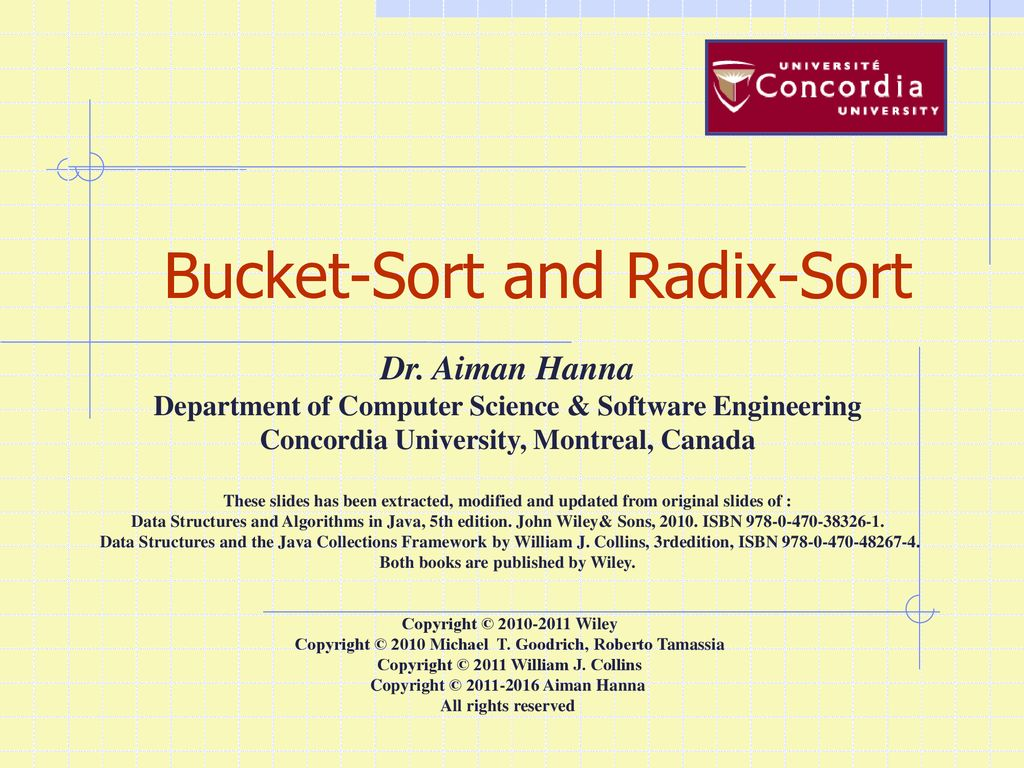 UNIVERSITÉ
Concordia
UNIVERSITY
Bucket-Sort and Radix-Sort
Dr. Aiman Hanna
Department of Computer Science & Software Engineering
Concordia University, Montreal, Canada
These slides has been extracted, modified and updated from original slides of :
Data Structures and Algorithms in Java, 5th edition. John Wiley& Sons, 2010. ISBN 978-0-470-38326-1.
Data Structures and the Java Collections Framework by William J. Collins, 3rdedition, ISBN 978-0-470-48267-4.
Both books are published by Wiley.
Copyright © 2010-2011 Wiley
Copyright © 2010 Michael T. Goodrich, Roberto Tamassia
Copyright © 2011 William J. Collins
Copyright © 2011-2016 Aiman Hanna
All rights reserved